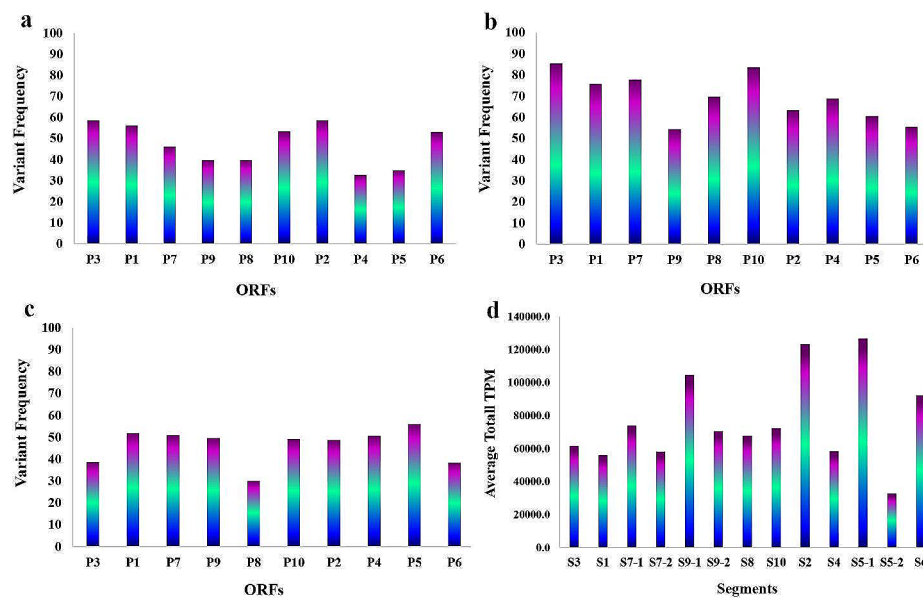 a
Variant Frequency
100
90
80
70
60
50
40
30
20
10
0
P3 P1 P7 P9 P8 P10 P2 P4 P5 P6
ORFs
b
Variant Frequency
100
90
80
70
60
50
40
30
20
10
0
P3 P1 P7 P9 P8 P10 P2 P4 P5 P6
ORFs
c
Variant Frequency
100
90
80
70
60
50
40
30
20
10
0
P3 P1 P7 P9 P8 P10 P2 P4 P5 P6
ORFs
d
Average Totall TPM
140000.0
120000.0
100000.0
80000.0
60000.0
40000.0
20000.0
0.0
S3 S1 S7-1 S7-2 S9-1 S9-2 S8 S10 S2 S4 S5-1 S5-2
Segments